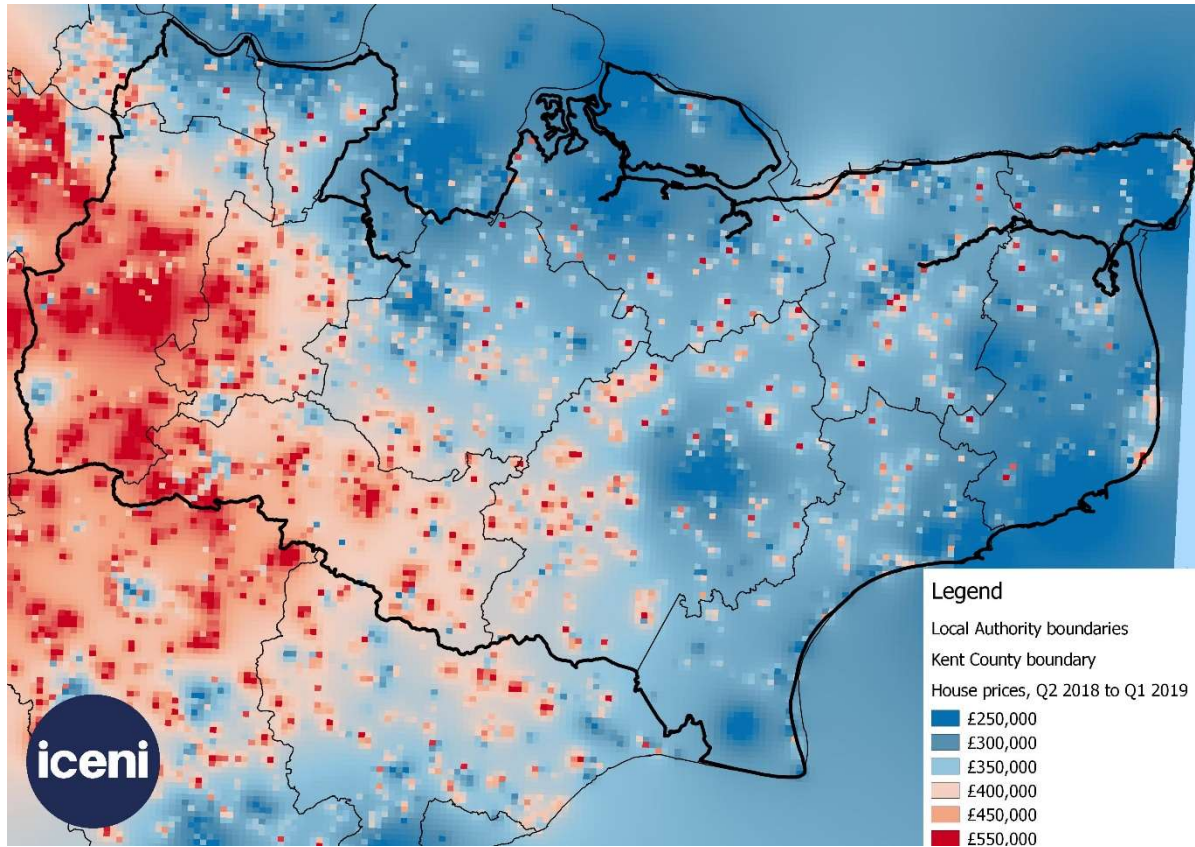 Legend
Local Authority boundaries
Kent County boundary
House prices, Q2 2018 to Q1 2019
£250,000
£300,000
£350,000
£400,000
£450,000
£550,000
iceni